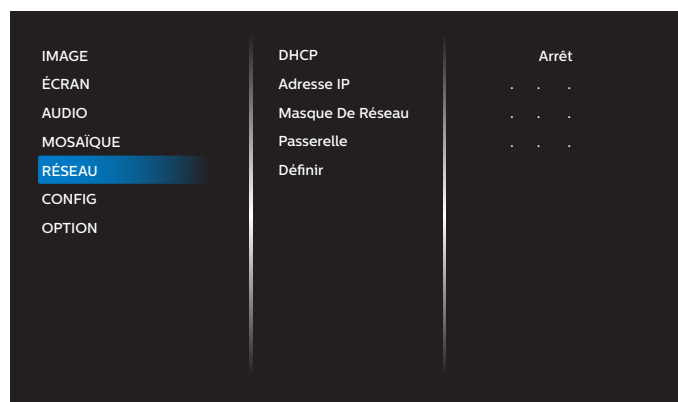 IMAGE
ÉCRAN
AUDIO
MOSAÏQUE
RÉSEAU
CONFIG
OPTION
DHCP Arrêt
Adresse IP . . .
Masque De Réseau . . .
Passerelle . . .
Définir